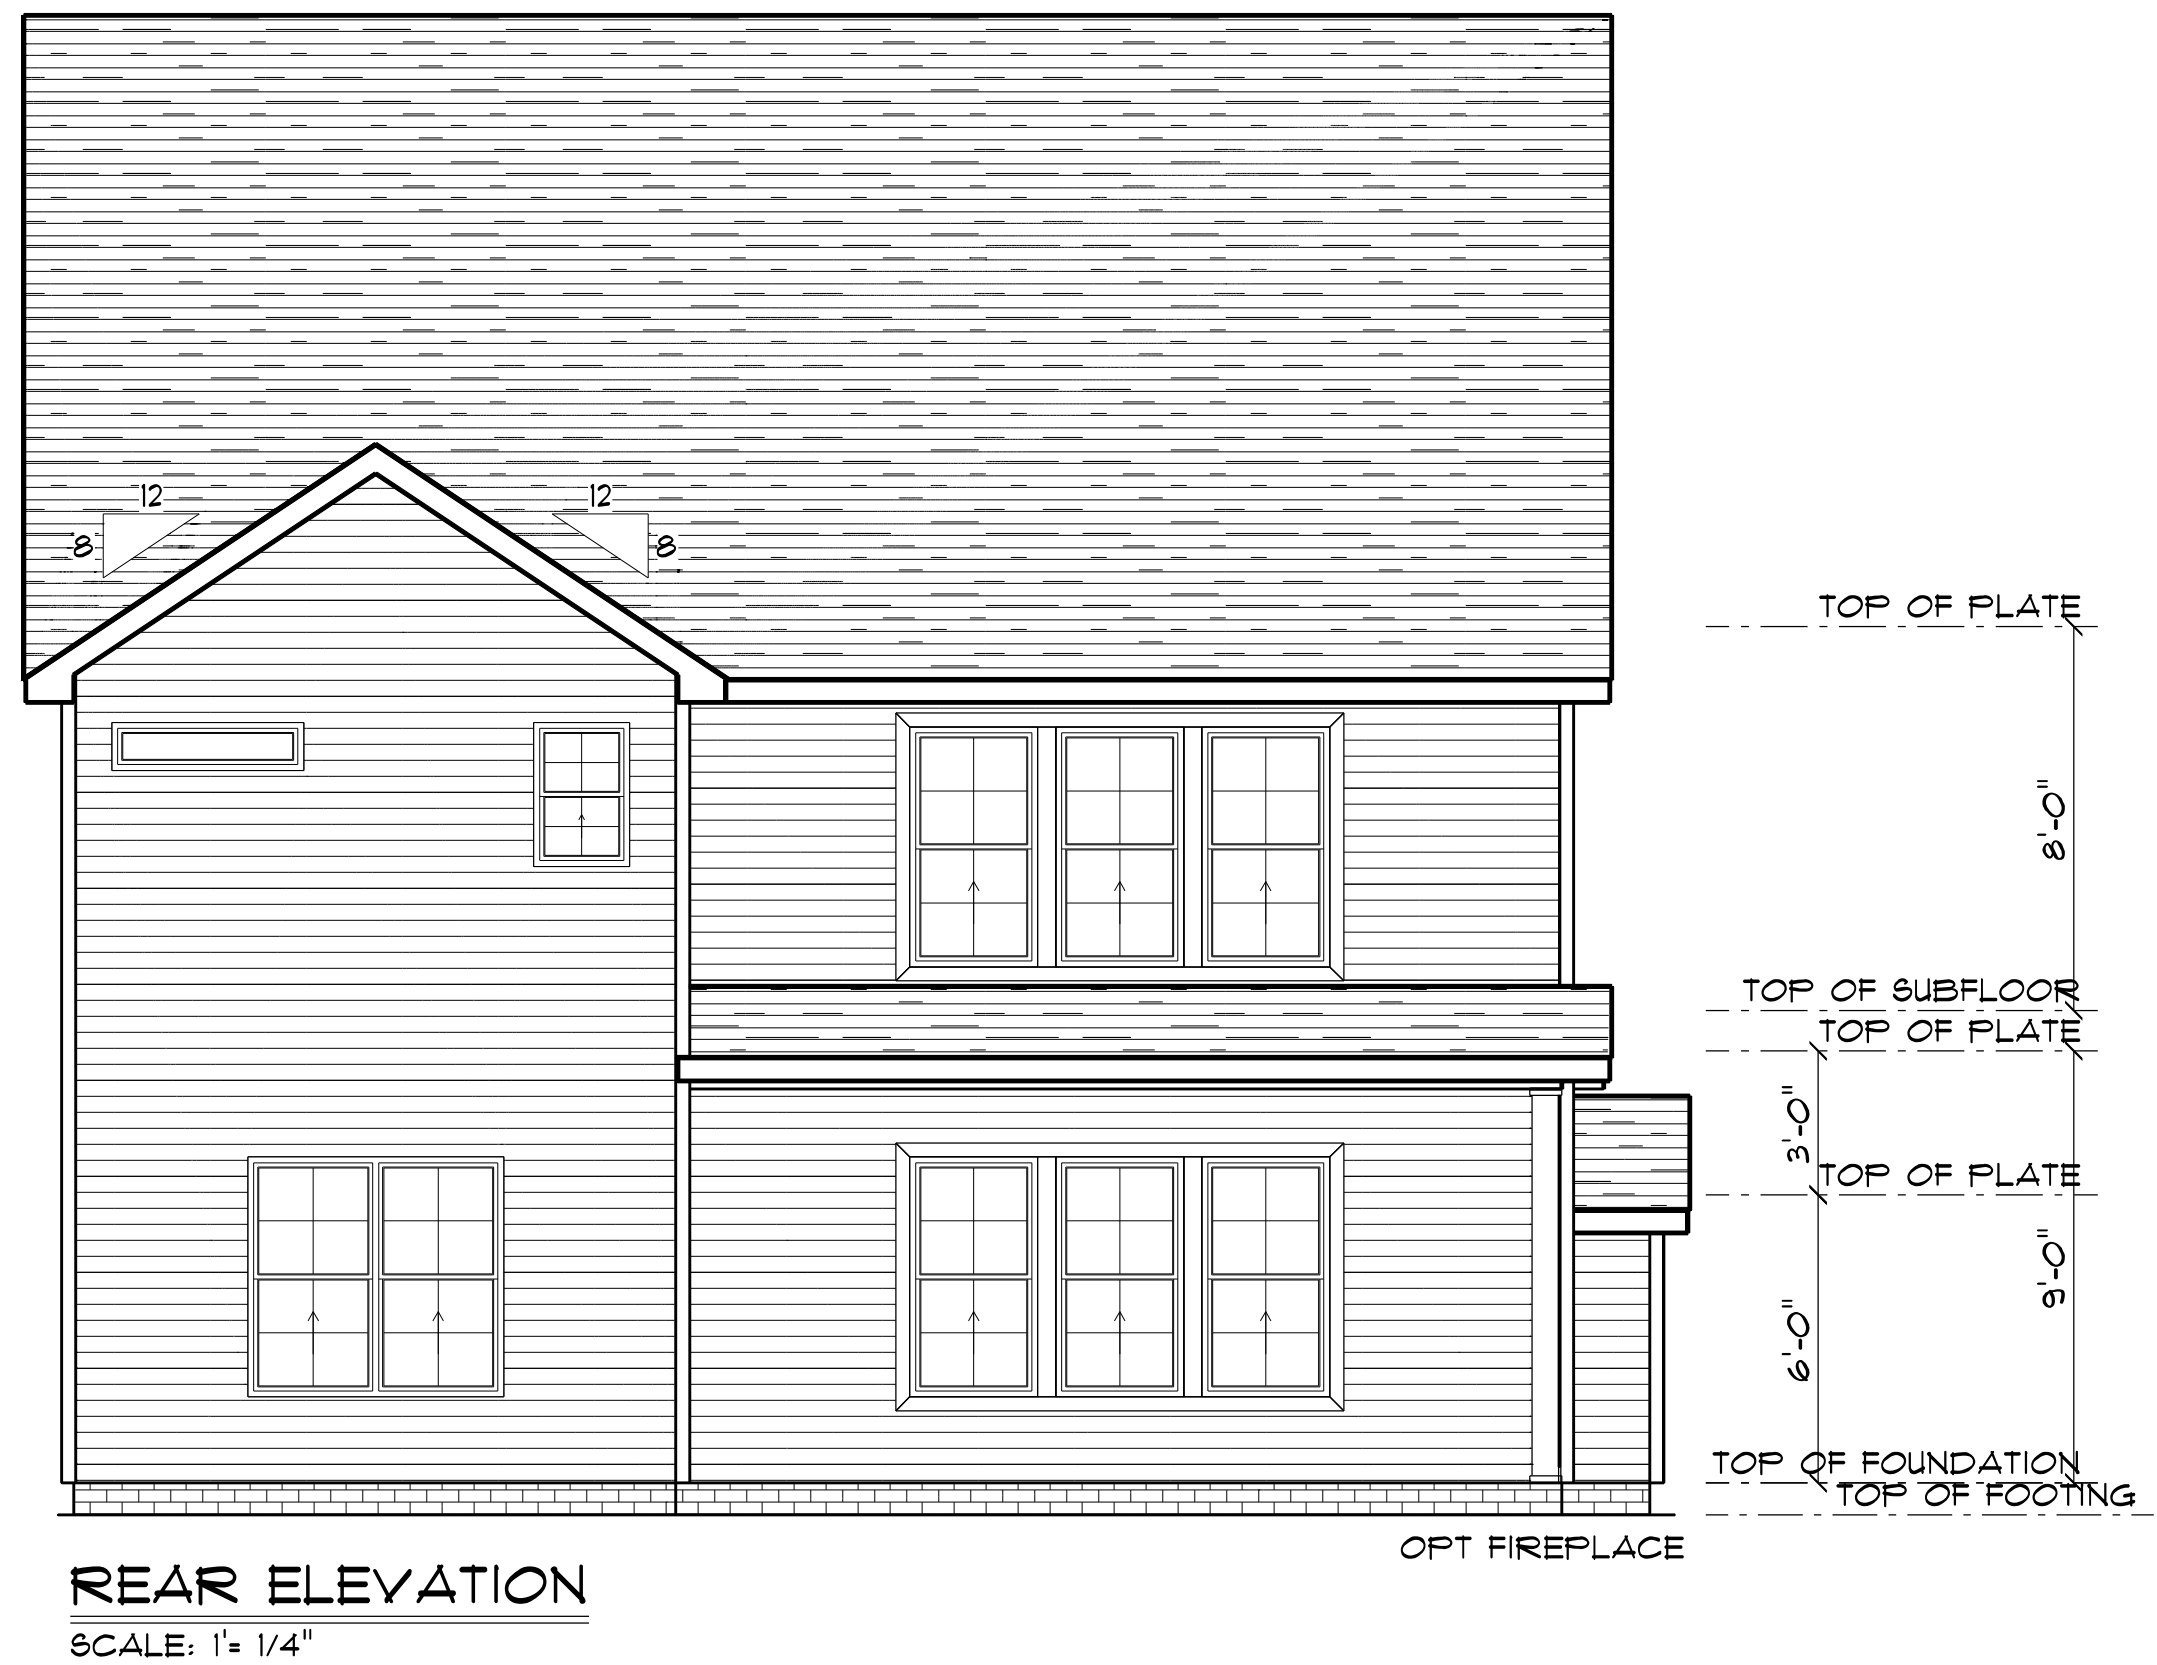 12
12
8
8
TOP OF PLATE
8'-0"
TOP OF SUBFLOOR
TOP OF PLATE
3'-0"
TOP OF PLATE
9'-0"
6'-0"
TOP OF FOUNDATION
TOP OF FOOTING
OPT FIREPLACE
REAR ELEVATION
SCALE: 1'= 1/4"